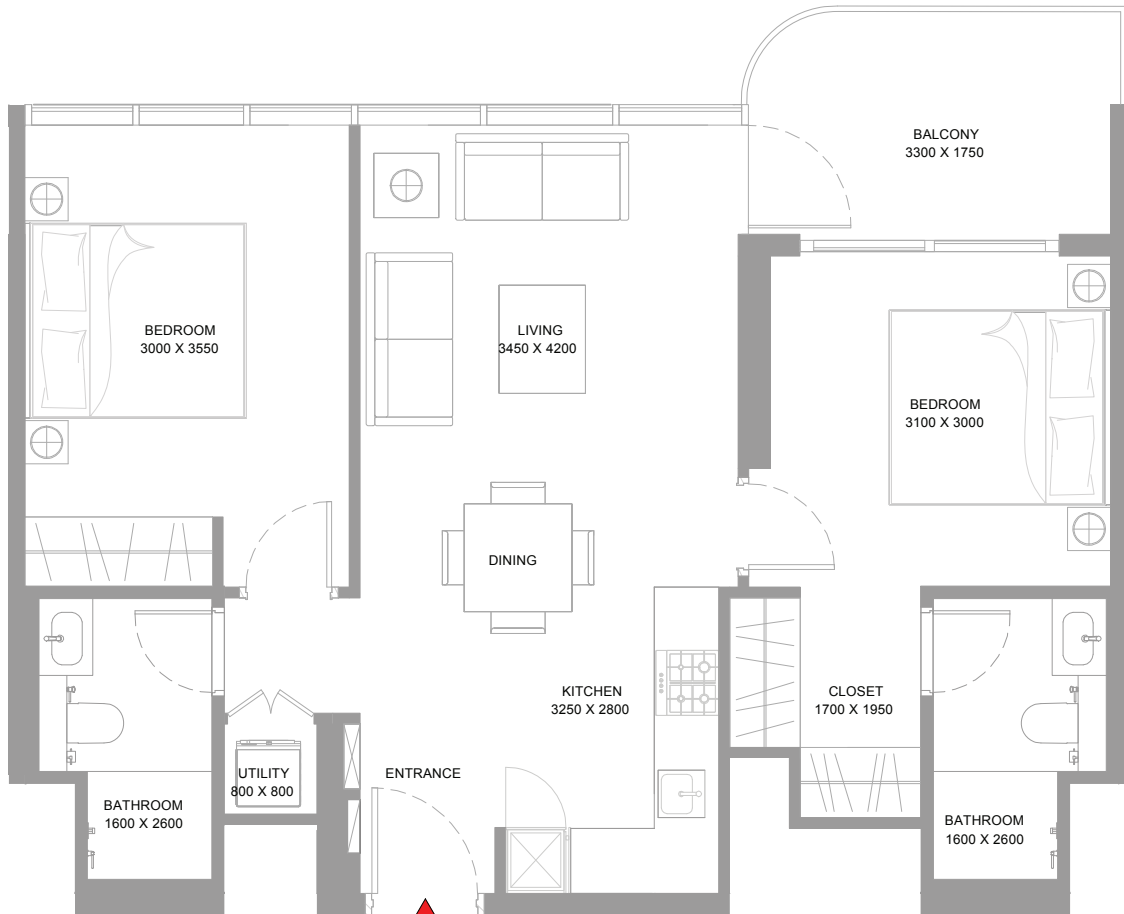 BALCONY
3300 X 1750
BEDROOM
3000 X 3550
LIVING
3450 X 4200
BEDROOM
3100 X 3000
DINING
KITCHEN
3250 X 2800
CLOSET
1700 X 1950
ENTRANCE
UTILITY
800 X 800
BATHROOM
1600 X 2600
BATHROOM
1600 X 2600